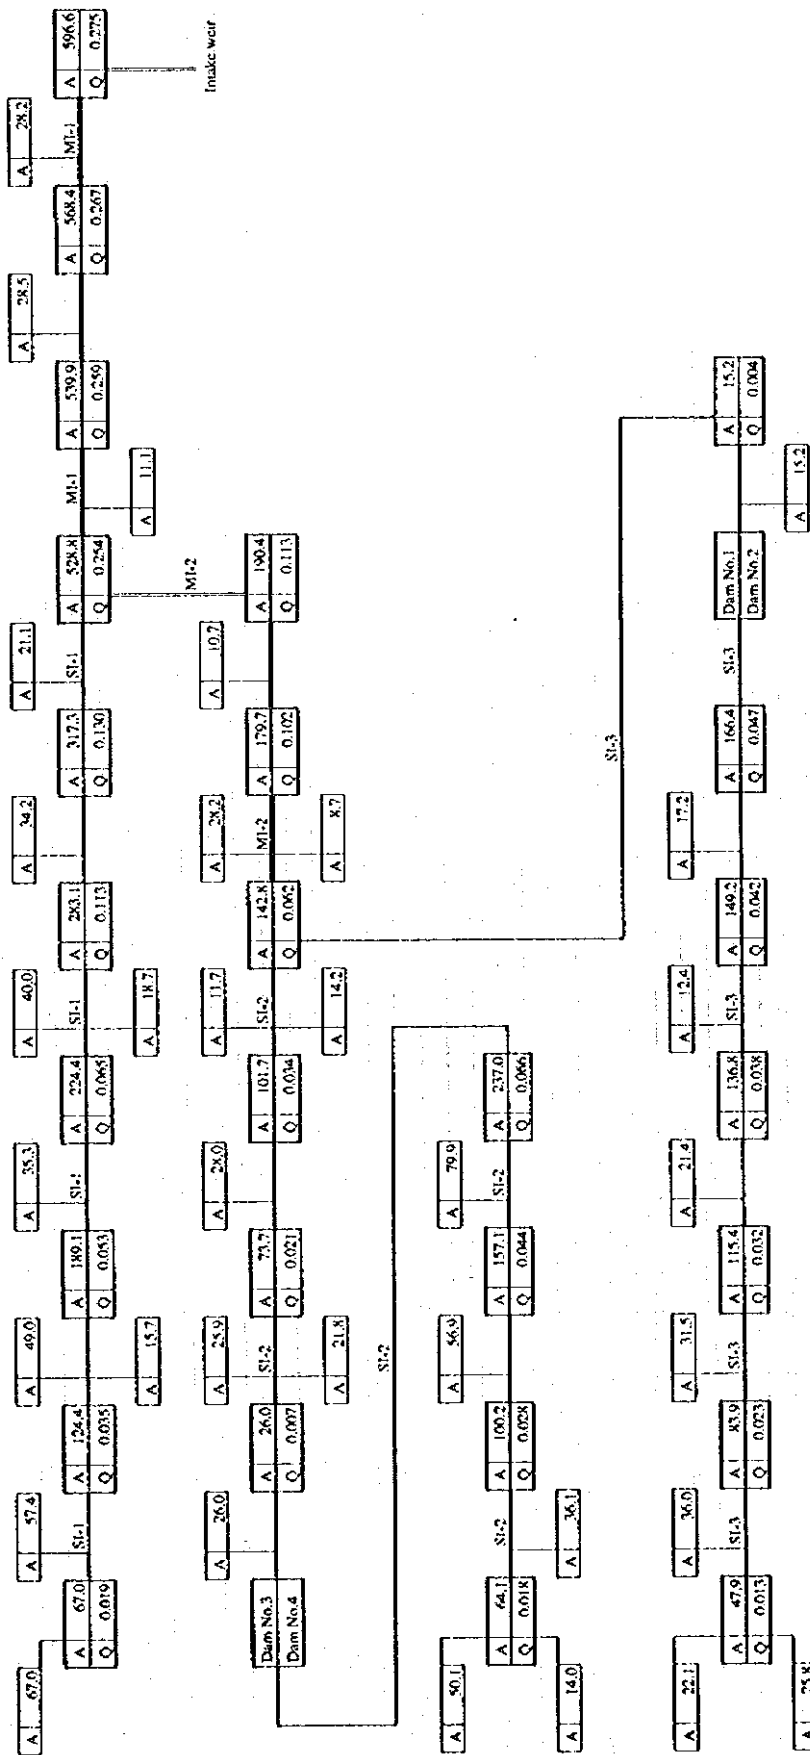 A 67.0 A 57.4 A 49.0 A 35.3 A 40.0 A 34.2 A 21.1 A 28.5 A 28.2
SI-1 SI-1 SI-1 SI-1 MI-1 MI-1
A 67.0 A 124.4 A 189.1 A 224.4 A 283.1 A 317.3 A 528.8 A 539.9 A 568.4 A 596.6
Q 0.019 Q 0.035 Q 0.053 Q 0.065 Q 0.113 Q 0.130 Q 0.254 Q 0.259 Q 0.267 Q 0.275
A 15.7 A 18.7 A 11.1
MI-2
Intake weir
A 26.0 A 25.9 A 28.0 A 11.7 A 28.2 A 10.7
SI-2 SI-2 MI-2
Dam No.3 A 26.0 A 73.7 A 101.7 A 142.8 A 179.7 A 190.4
Dam No.4 Q 0.007 Q 0.021 Q 0.034 Q 0.062 Q 0.102 Q 0.113
A 21.8 A 14.2 A 8.7
SI-2
A 50.1 A 56.9 A 79.9
SI-2 SI-2
A 64.1 A 100.2 A 157.1 A 237.0
Q 0.018 Q 0.028 Q 0.044 Q 0.066
A 14.0 A 36.1
SI-3
A 22.1 A 36.0 A 31.5 A 21.4 A 12.4 A 17.2
SI-3 SI-3 SI-3 SI-3
A 47.9 A 83.9 A 115.4 A 136.8 A 149.2 A 166.4 Dam No.1 A 15.2
Q 0.013 Q 0.023 Q 0.032 Q 0.038 Q 0.042 Q 0.047 Dam No.2 Q 0.004
A 25.8 A 15.2